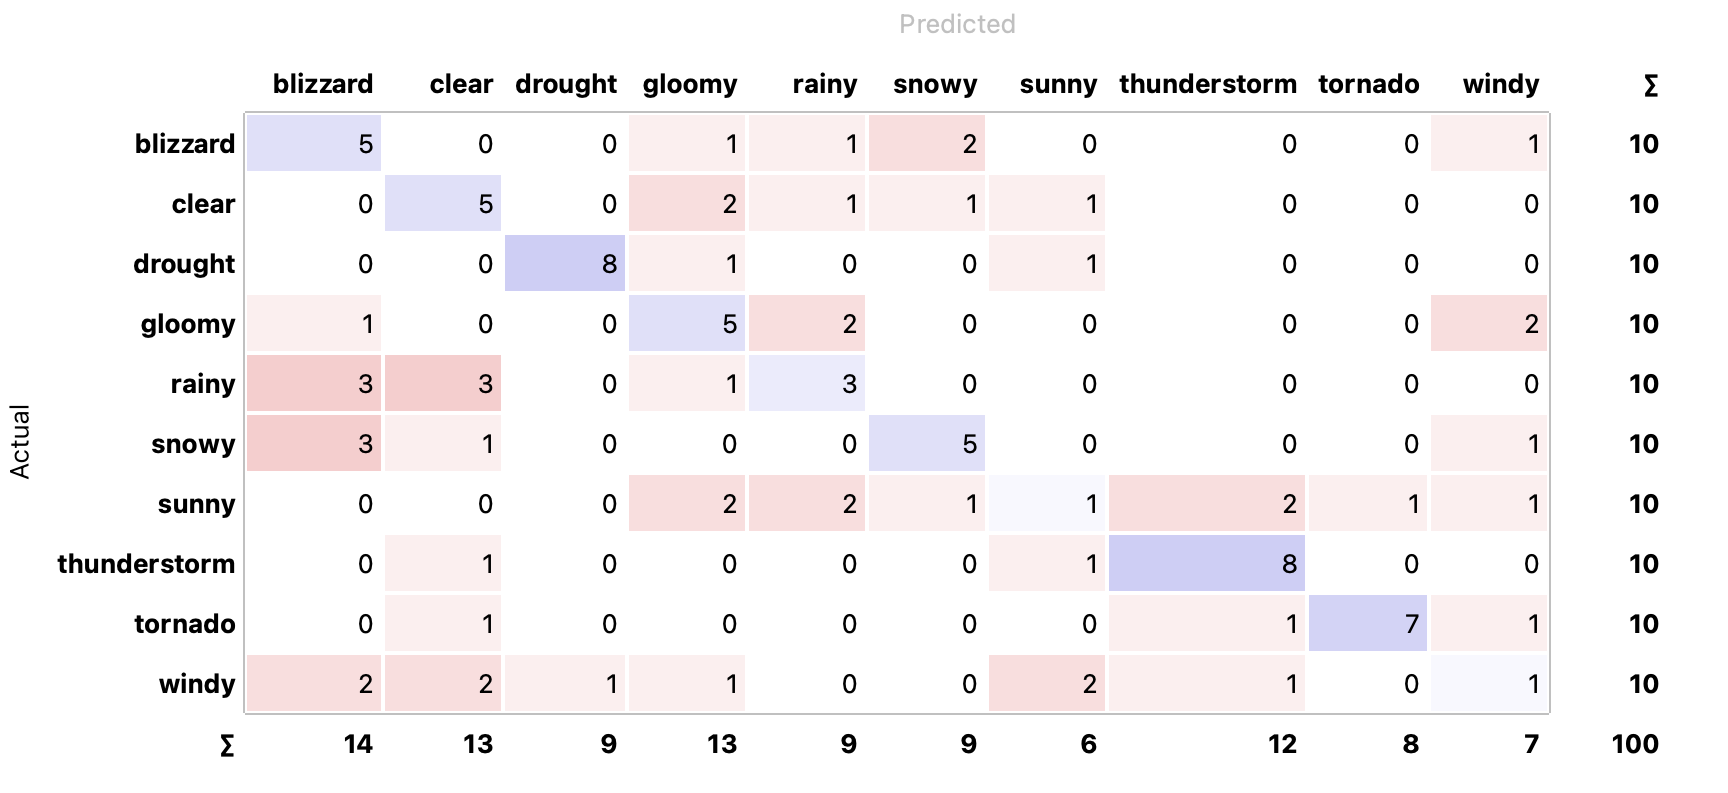 Predicted
blizzard clear drought gloomy rainy snowy sunny thunderstorm tornado windy Σ
blizzard 5 0 0 1 1 2 0 0 0 1 10
clear 0 5 0 2 1 1 1 0 0 0 10
drought 0 0 8 1 0 0 1 0 0 0 10
gloomy 1 0 0 5 2 0 0 0 0 2 10
rainy 3 3 0 1 3 0 0 0 0 0 10
snowy 3 1 0 0 0 5 0 0 0 1 10
sunny 0 0 0 2 2 1 1 2 1 1 10
thunderstorm 0 1 0 0 0 0 1 8 0 0 10
tornado 0 1 0 0 0 0 0 1 7 1 10
windy 2 2 1 1 0 0 2 1 0 1 10
Σ 14 13 9 13 9 9 6 12 8 7 100
Actual